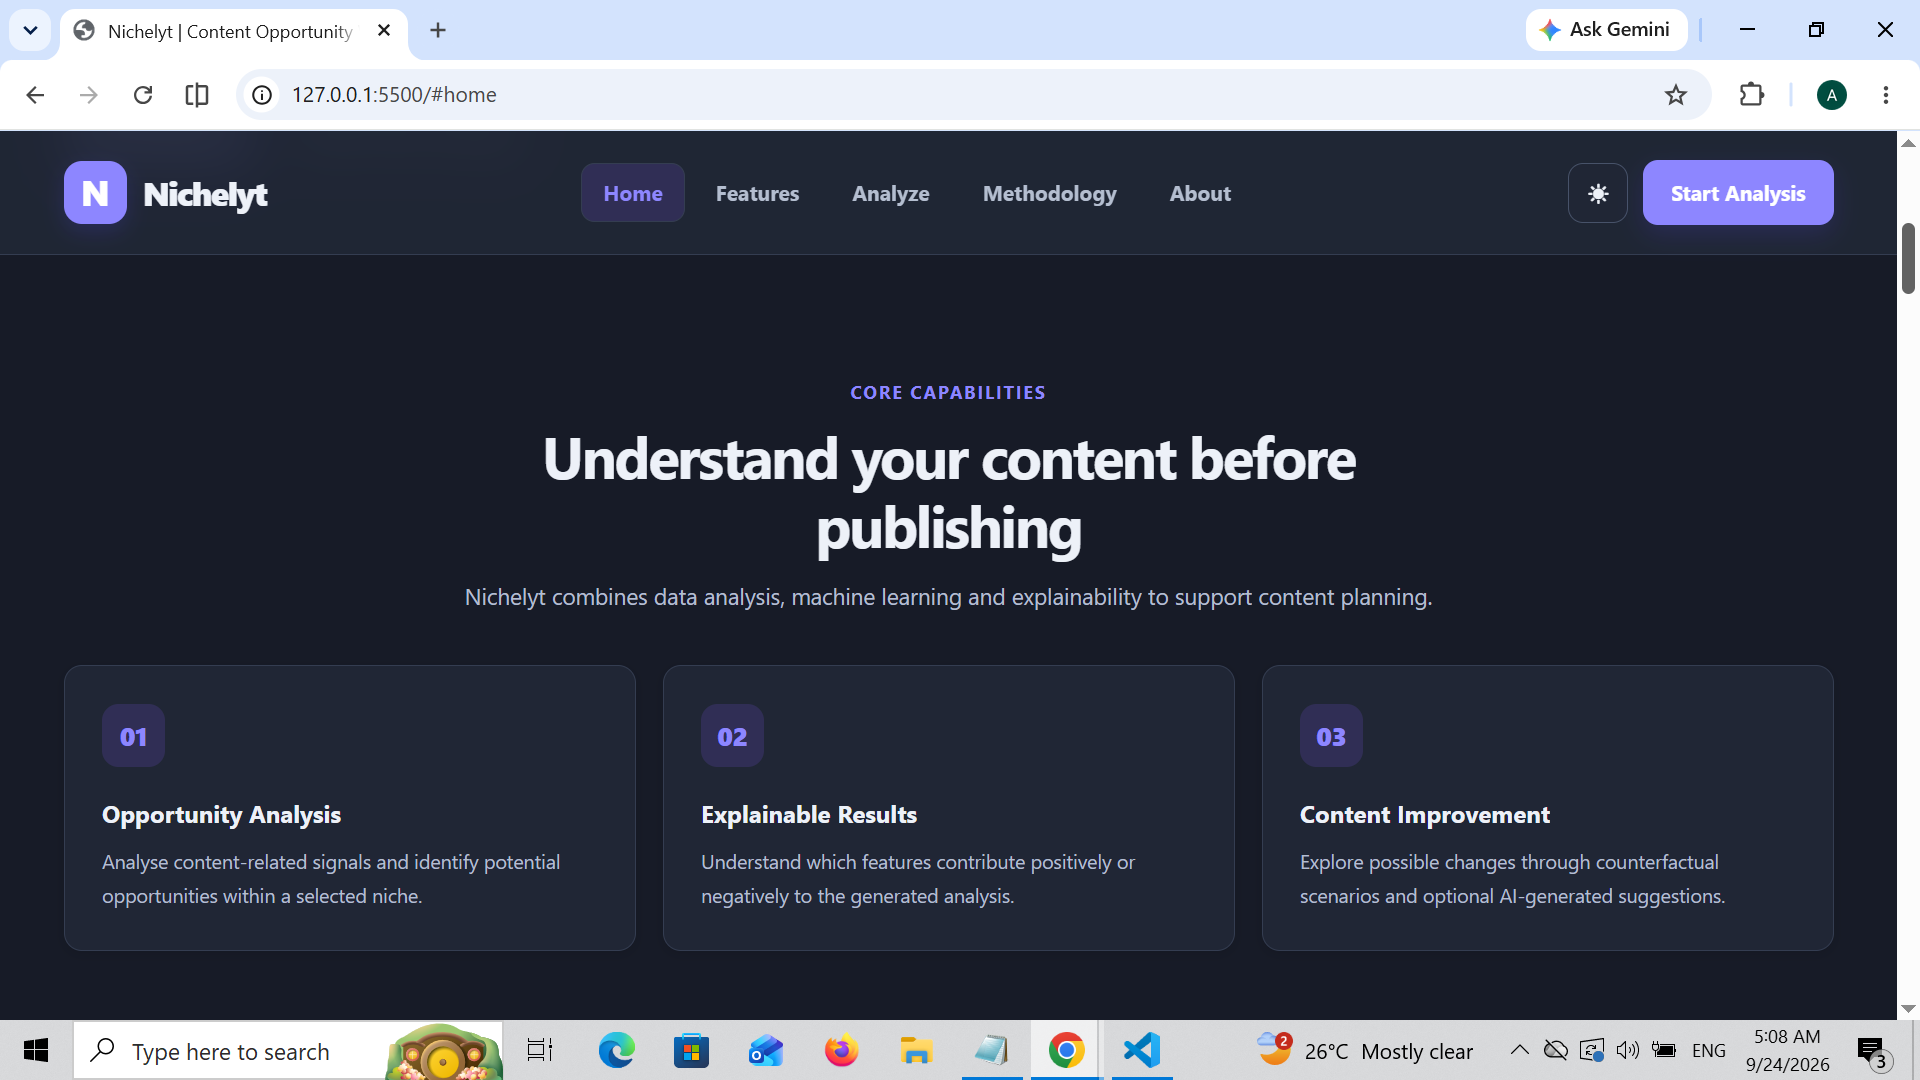 Nichelyt | Content Opportunity
Ask Gemini
127.0.0.1:5500/#home
A
N
Nichelyt
Home
Features
Analyze
Methodology
About
Start Analysis
CORE CAPABILITIES
Understand your content before
publishing
Nichelyt combines data analysis, machine learning and explainability to support content planning.
01
Opportunity Analysis
Analyse content-related signals and identify potential
opportunities within a selected niche.
02
Explainable Results
Understand which features contribute positively or
negatively to the generated analysis.
03
Content Improvement
Explore possible changes through counterfactual
scenarios and optional AI-generated suggestions.
Type here to search
2
26°C Mostly clear
ENG
5:08 AM
9/24/2026
3